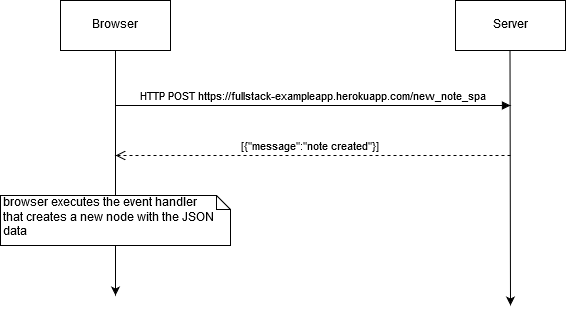 Browser
Server
HTTP POST https://fullstack-exampleapp.herokuapp.com/new_note_spa
[{"message":"note created"}]
browser executes the event handler
that creates a new node with the JSON
data